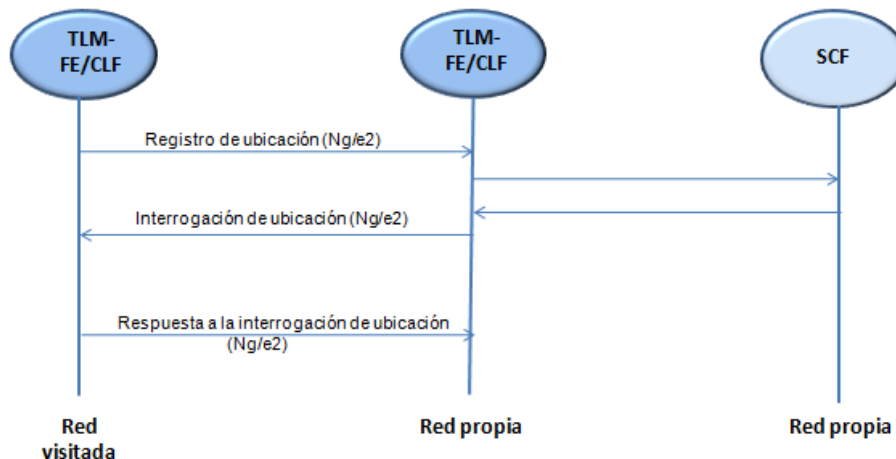 TLM-
FE/CLF
TLM-
FE/CLF
SCF
Registro de ubicación (Ng/e2)
Interrogación de ubicación (Ng/e2)
Respuesta a la interrogación de ubicación
(Ng/e2)
Red
visitada
Red propia
Red propia